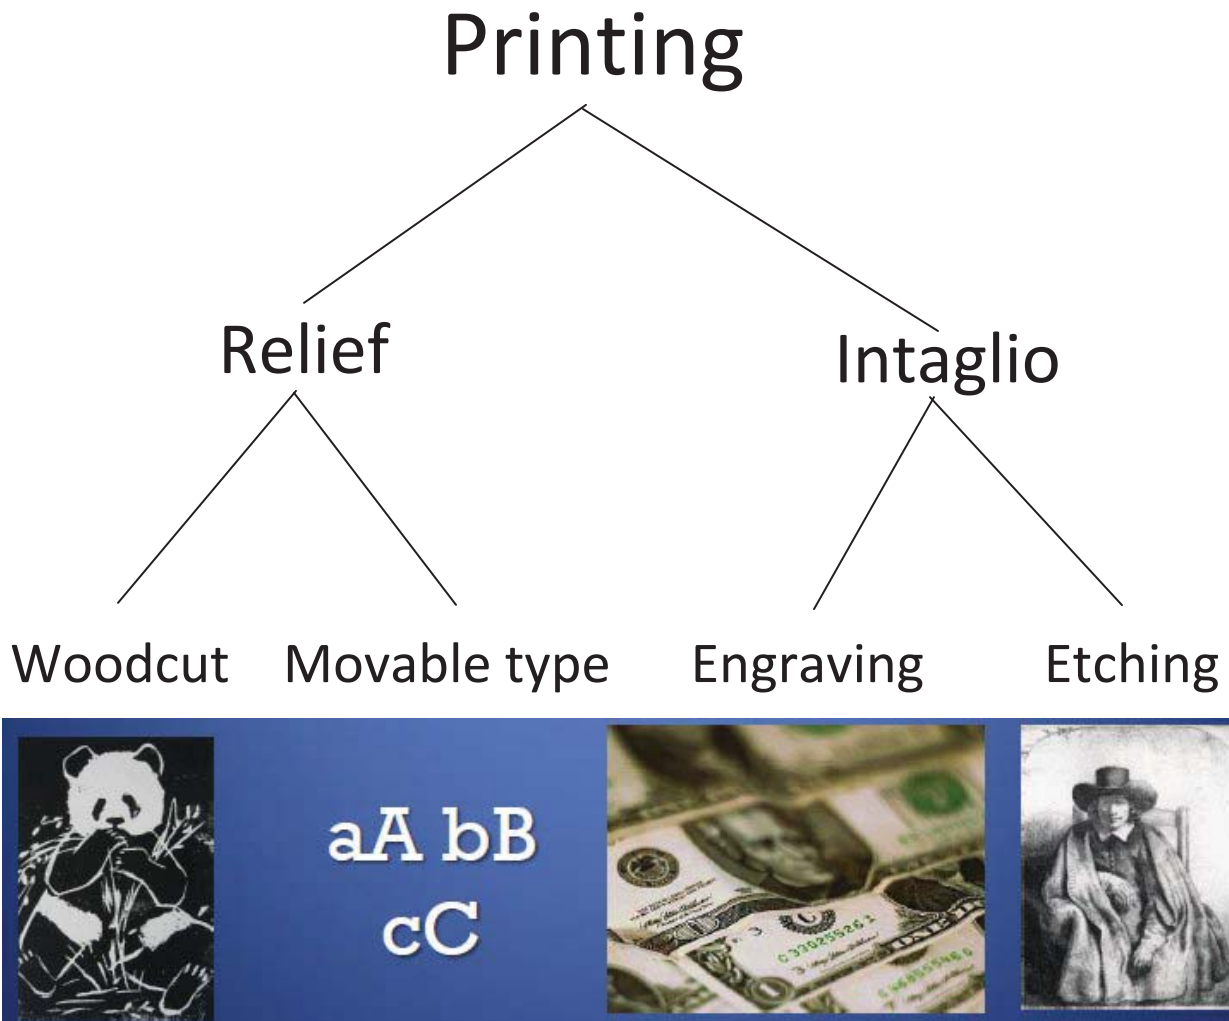 Printing
Relief
Intaglio
Woodcut
Movable type
Engraving
Etching
aA bB
cC